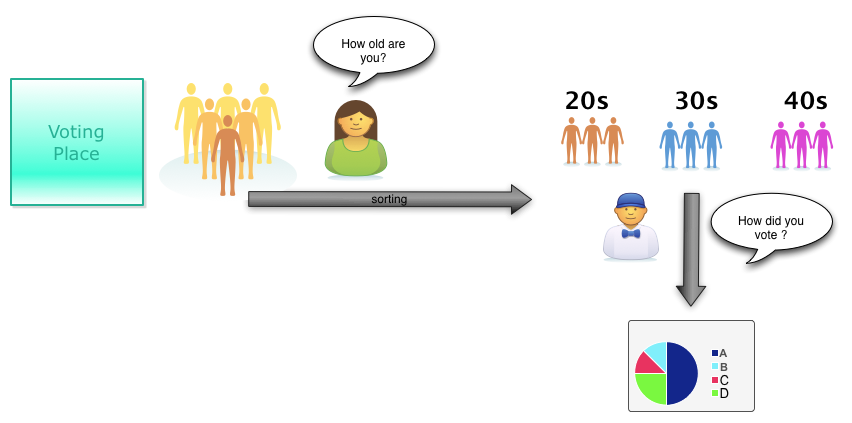 Voting
Place
How old are
you?
sorting
20s
30s
40s
How did you
vote ?
A
B
C
D